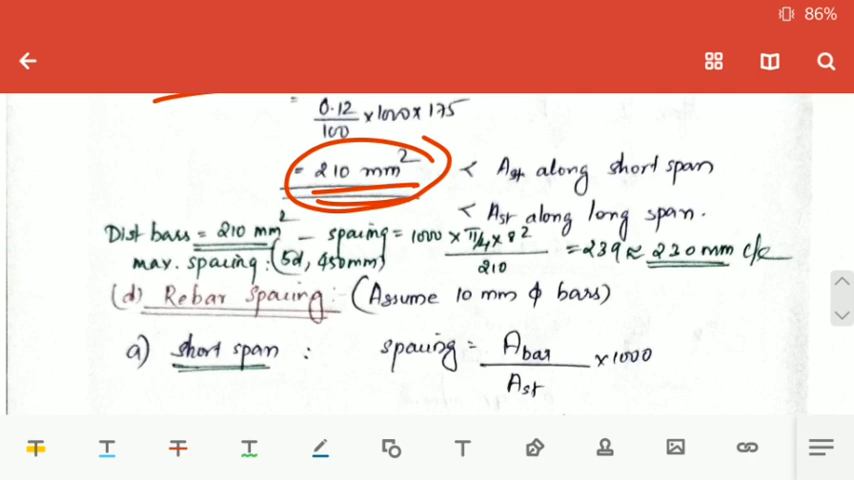 86%
= 0.12/100 × 1000 × 175
= 210 mm² < Ast along short span
< Ast along long span.
Dist bars = 210 mm² – spacing = 1000 × π/4 × 8² / 210 = 239 ≈ 230 mm c/c
max. spacing : (5d, 450mm)
(d) Rebar Spacing : (Assume 10 mm ϕ bars)
a) short span : spacing = Abar / Ast × 1000